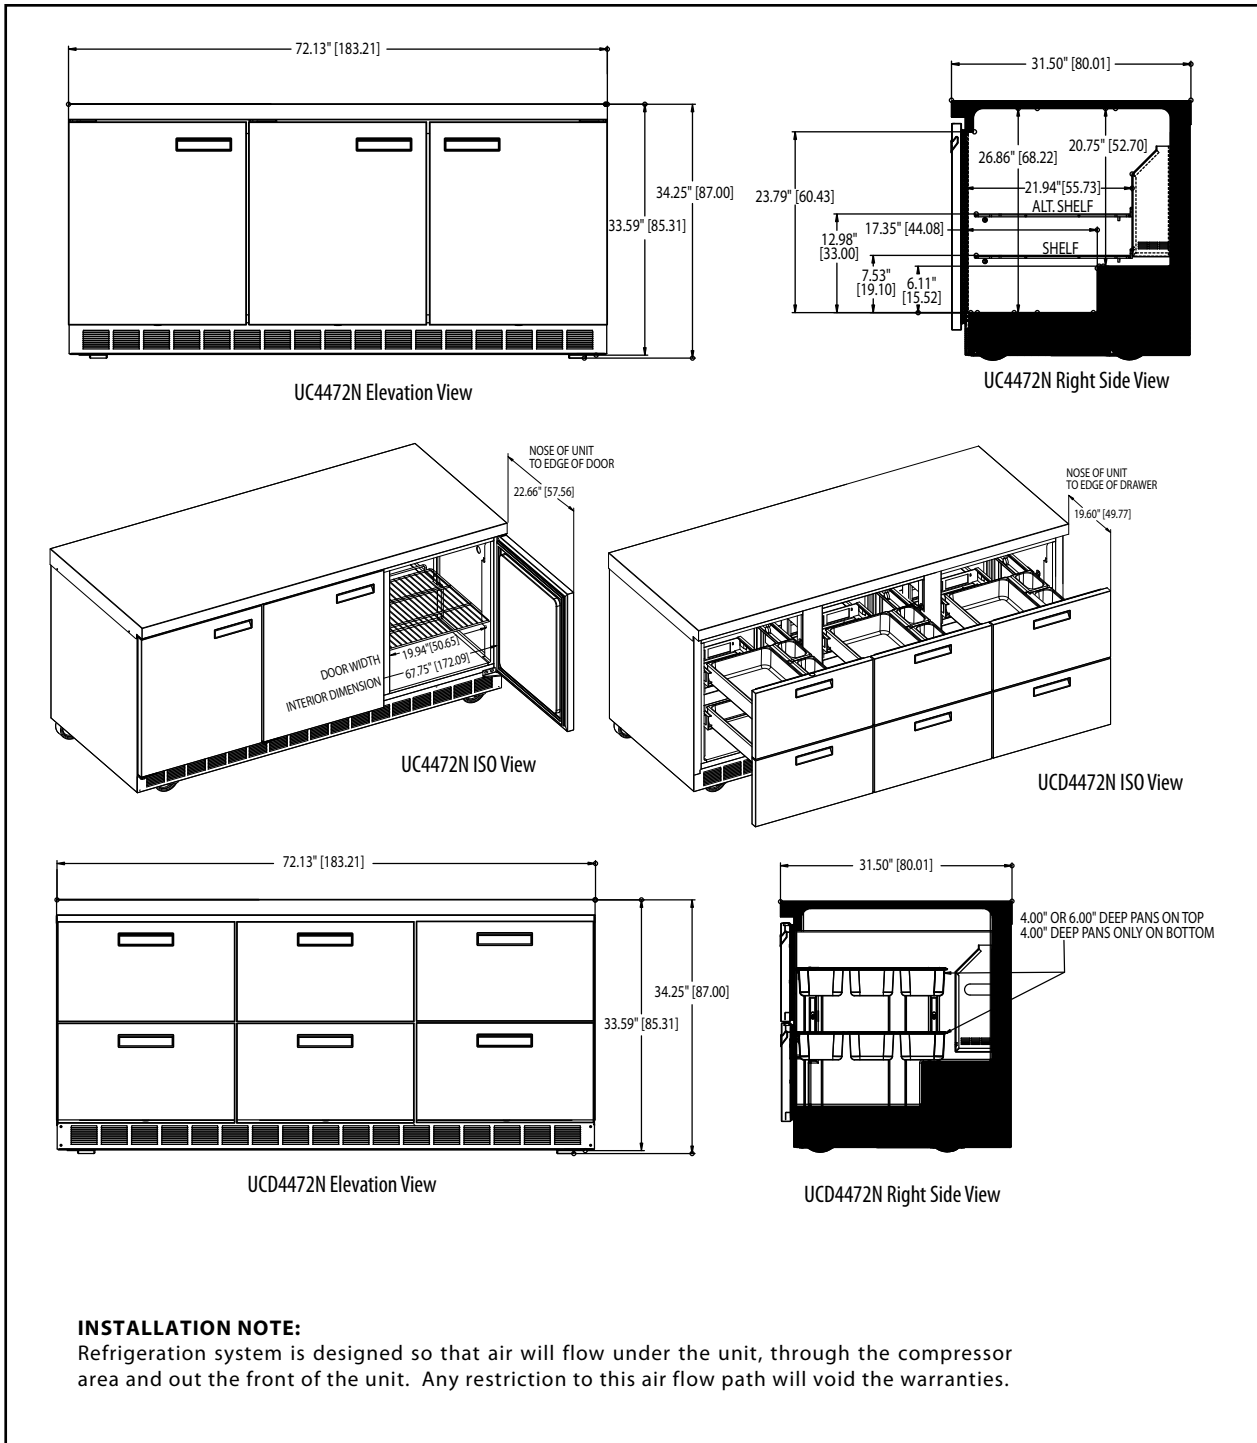 72.13" [183.21]
34.25" [87.00]
33.59" [85.31]
UC4472N Elevation View
31.50" [80.01]
20.75" [52.70]
26.86" [68.22]
21.94"[55.73]
23.79" [60.43]
ALT. SHELF
17.35" [44.08]
12.98"
[33.00]
SHELF
7.53"
[19.10]
6.11"
[15.52]
UC4472N Right Side View
NOSE OF UNIT
TO EDGE OF DOOR
22.66" [57.56]
DOOR WIDTH
19.94"[50.65]
INTERIOR DIMENSION
67.75" [172.09]
UC4472N ISO View
NOSE OF UNIT
TO EDGE OF DRAWER
19.60" [49.77]
UCD4472N ISO View
72.13" [183.21]
34.25" [87.00]
33.59" [85.31]
UCD4472N Elevation View
31.50" [80.01]
4.00" OR 6.00" DEEP PANS ON TOP
4.00" DEEP PANS ONLY ON BOTTOM
UCD4472N Right Side View
INSTALLATION NOTE:
Refrigeration system is designed so that air will flow under the unit, through the compressor
area and out the front of the unit.  Any restriction to this air flow path will void the warranties.